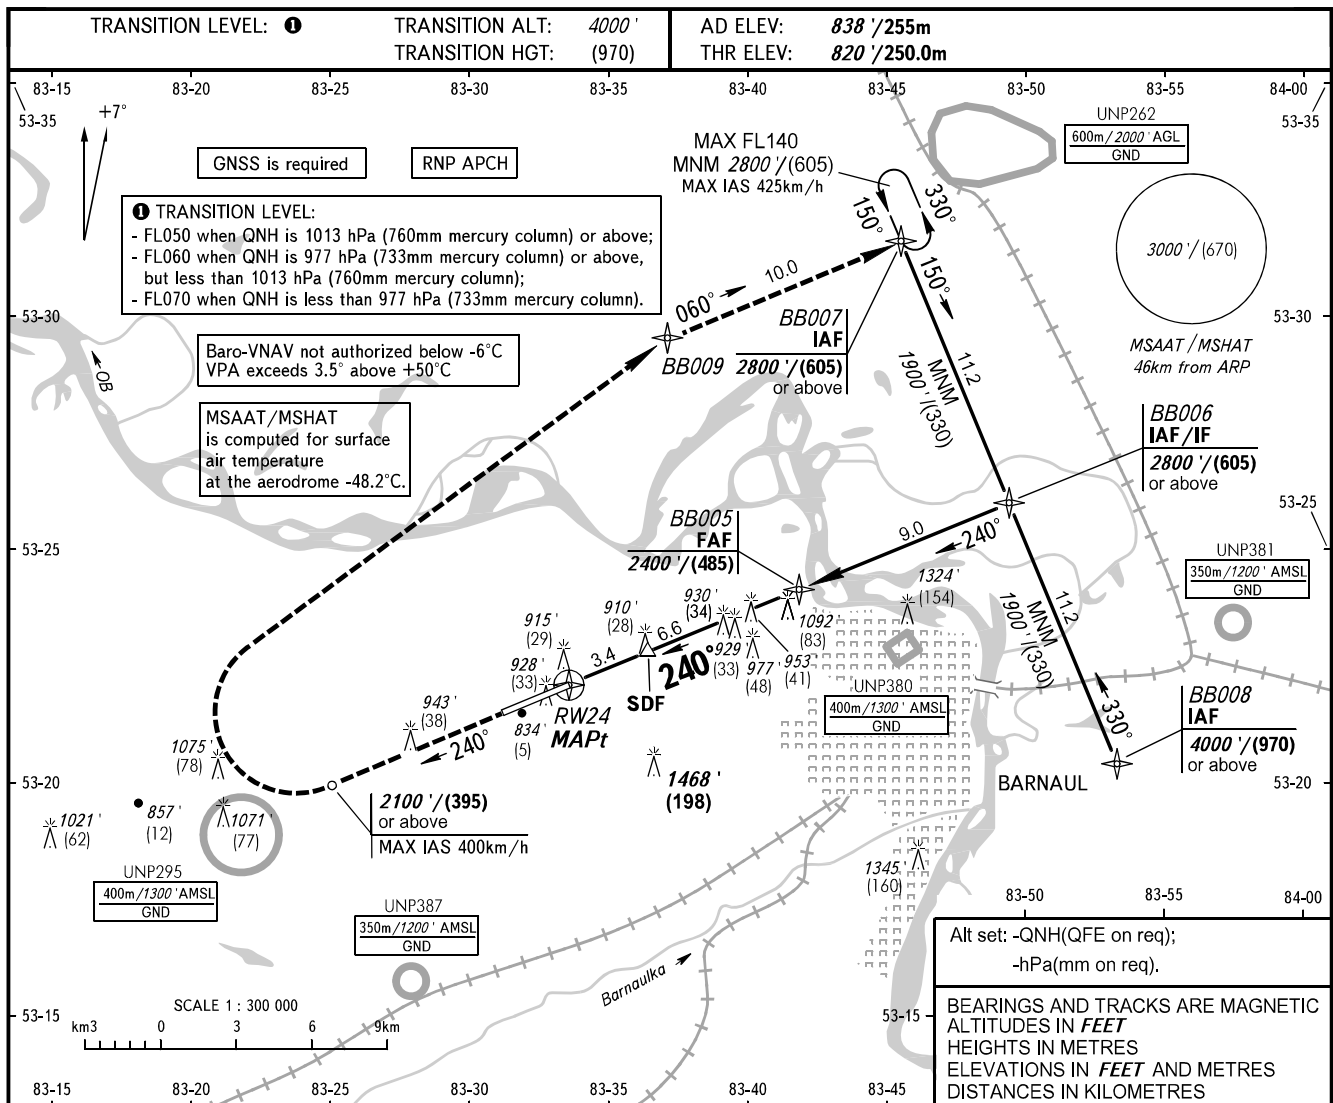 TRANSITION LEVEL: ❶ TRANSITION ALT: 4000'
TRANSITION HGT: (970)
AD ELEV: 838'/255m
THR ELEV: 820'/250.0m
83-15 83-20 83-25 83-30 83-35 83-40 83-45 83-50 83-55 84-00
53-35
53-35
+7°
GNSS is required
RNP APCH
❶ TRANSITION LEVEL:
- FL050 when QNH is 1013 hPa (760mm mercury column) or above;
- FL060 when QNH is 977 hPa (733mm mercury column) or above,
but less than 1013 hPa (760mm mercury column);
- FL070 when QNH is less than 977 hPa (733mm mercury column).
MAX FL140
MNM 2800'/(605)
MAX IAS 425km/h
150°
330°
UNP262
600m/2000' AGL
GND
3000'/(670)
MSAAT/MSHAT
46km from ARP
53-30
53-30
060°
10.0
BB009
BB007
IAF
2800'/(605)
or above
150°
11.2
MNM
1900'/(330)
OB
Baro-VNAV not authorized below -6°C
VPA exceeds 3.5° above +50°C
MSAAT/MSHAT
is computed for surface
air temperature
at the aerodrome -48.2°C.
BB006
IAF/IF
2800'/(605)
or above
53-25
53-25
BB005
FAF
2400'/(485)
9.0
240°
UNP381
350m/1200' AMSL
GND
1324'
(154)
11.2
MNM
1900'/(330)
330°
915'
(29)
910'
(28)
930'
(34)
1092
(83)
929
(33)
977'
(48)
953
(41)
928'
(33)
3.4
6.6
240°
SDF
RW24
MAPt
943'
(38)
834'
(5)
240°
UNP380
400m/1300' AMSL
GND
BB008
IAF
4000'/(970)
or above
BARNAUL
1075'
(78)
53-20
53-20
1468'
(198)
2100'/(395)
or above
MAX IAS 400km/h
1021'
(62)
857'
(12)
1071'
(77)
UNP295
400m/1300'AMSL
GND
1345'
(160)
UNP387
350m/1200' AMSL
GND
83-50 83-55 84-00
Barnaulka
Alt set: -QNH(QFE on req);
-hPa(mm on req).
SCALE 1 : 300 000
km3 0 3 6 9km
53-15
53-15
BEARINGS AND TRACKS ARE MAGNETIC
ALTITUDES IN FEET
HEIGHTS IN METRES
ELEVATIONS IN FEET AND METRES
DISTANCES IN KILOMETRES
83-15 83-20 83-25 83-30 83-35 83-40 83-45